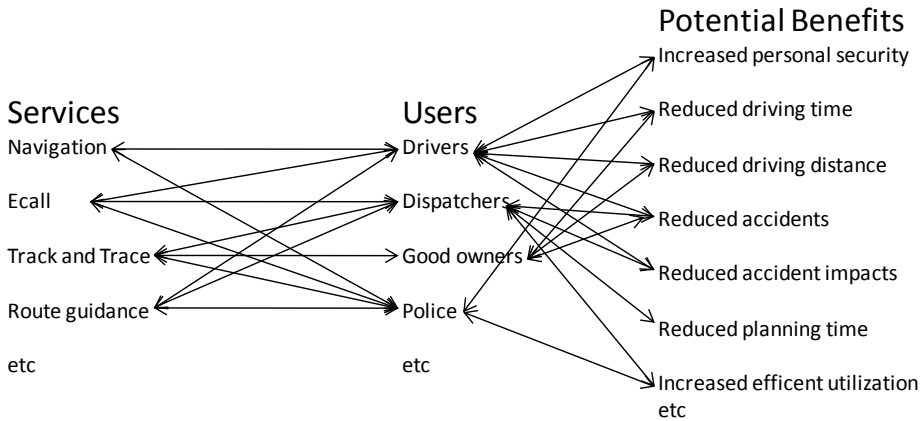 Services
Navigation
Ecall
Track and Trace
Route guidance
etc
Users
Drivers
Dispatchers
Good owners
Police
etc
Potential Benefits
Increased personal security
Reduced driving time
Reduced driving distance
Reduced accidents
Reduced accident impacts
Reduced planning time
Increased efficent utilization
etc